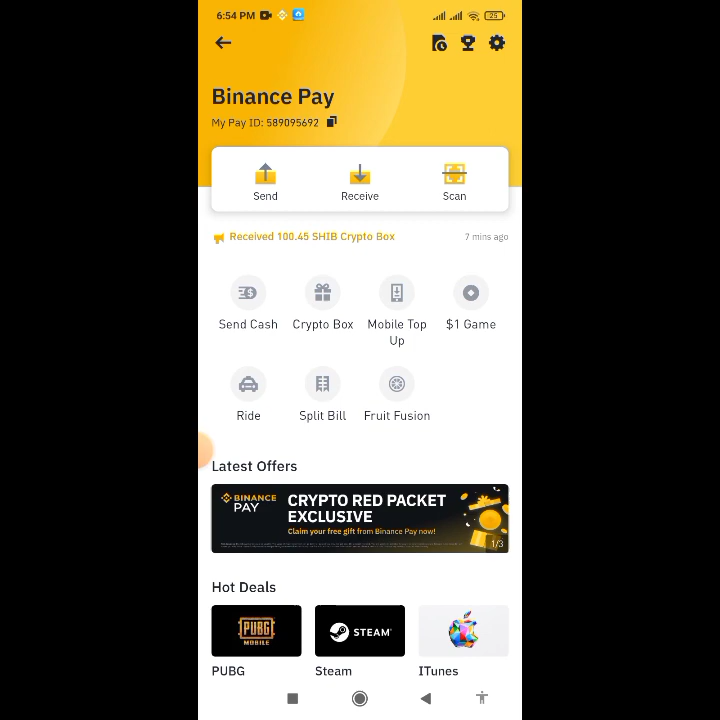 6:54 PM
25
Binance Pay
My Pay ID: 589095692
Send
Receive
Scan
Received 100.45 SHIB Crypto Box
7 mins ago
Send Cash
Crypto Box
Mobile Top
Up
$1 Game
Ride
Split Bill
Fruit Fusion
Latest Offers
BINANCE
PAY
CRYPTO RED PACKET
EXCLUSIVE
Claim your free gift from Binance Pay now!
1/3
Hot Deals
PUBG
MOBILE
STEAM
PUBG
Steam
ITunes